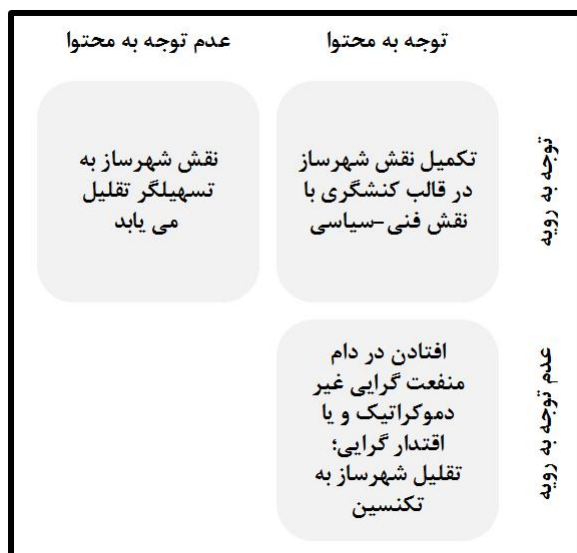 توجه به محتوا
عدم توجه به محتوا
توجه به رویه
تکمیل نقش شهرساز
در قالب کنشگری با
نقش فنی-سیاسی
نقش شهرساز به
تسهیلگر تقلیل
می یابد
عدم توجه به رویه
افتادن در دام
منفعت گرایی غیر
دموکراتیک و یا
اقتدار گرایی؛
تقلیل شهرساز به
تکنسین